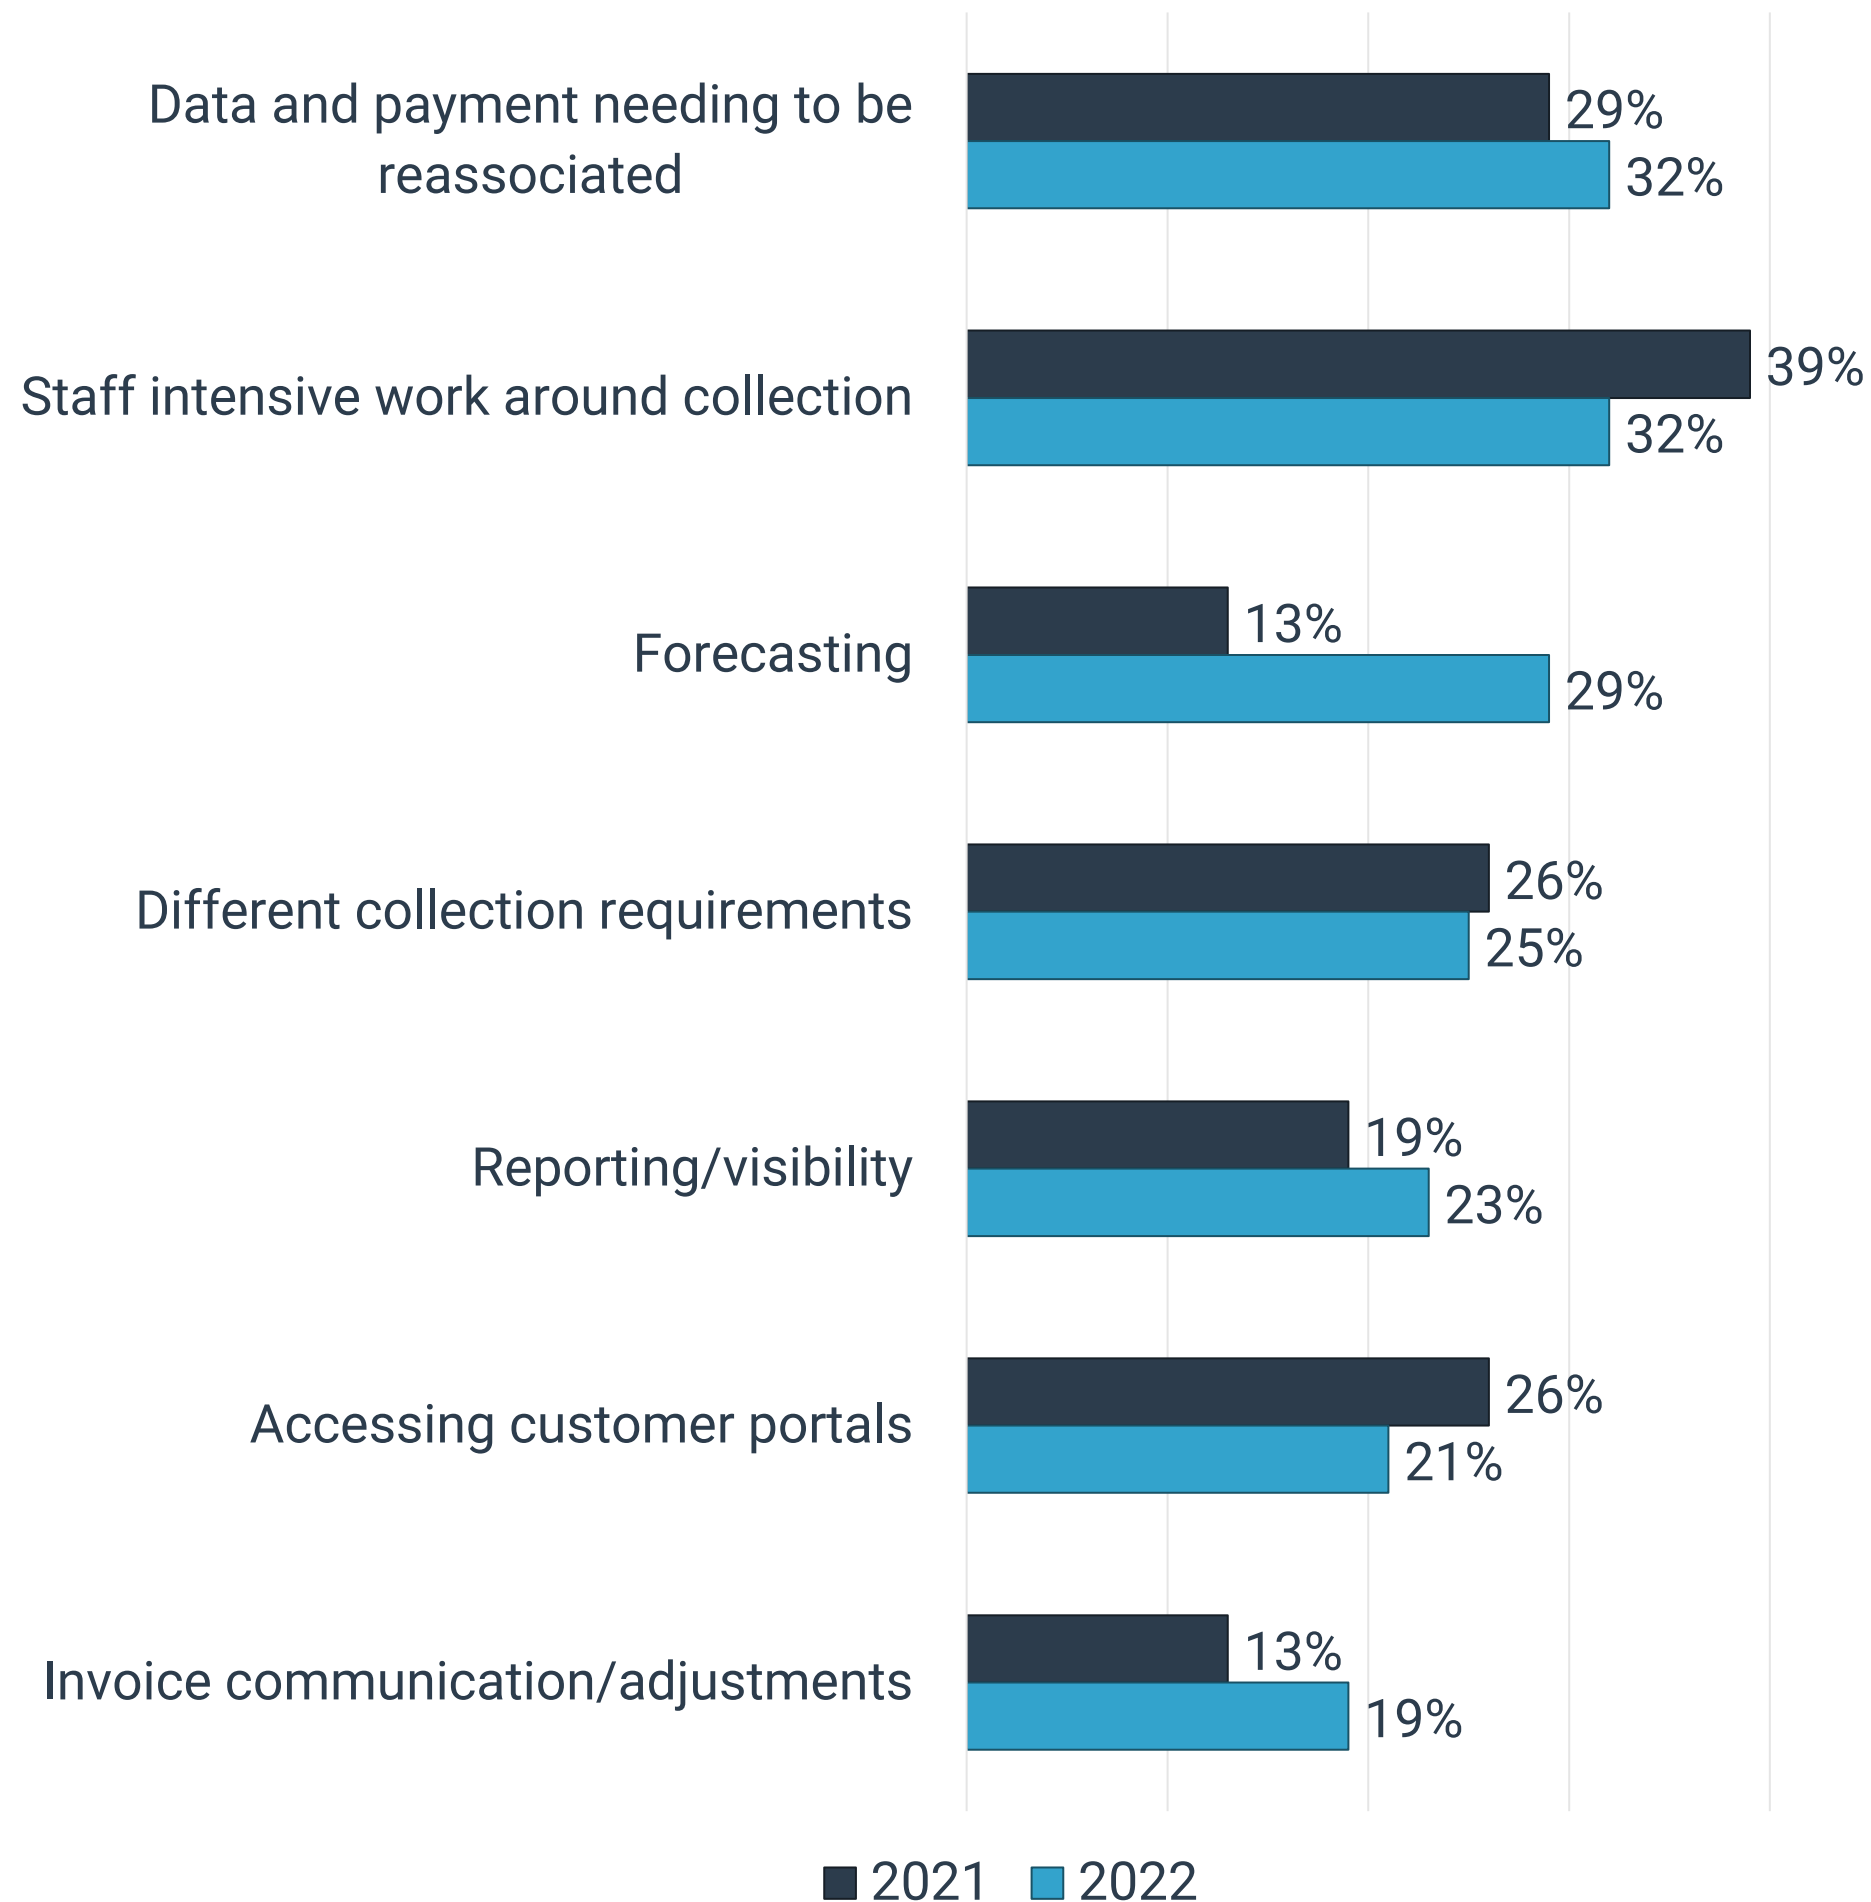 Data and payment needing to be
reassociated
29%
32%
Staff intensive work around collection
39%
32%
Forecasting
13%
29%
Different collection requirements
26%
25%
Reporting/visibility
19%
23%
Accessing customer portals
26%
21%
Invoice communication/adjustments
13%
19%
2021 2022